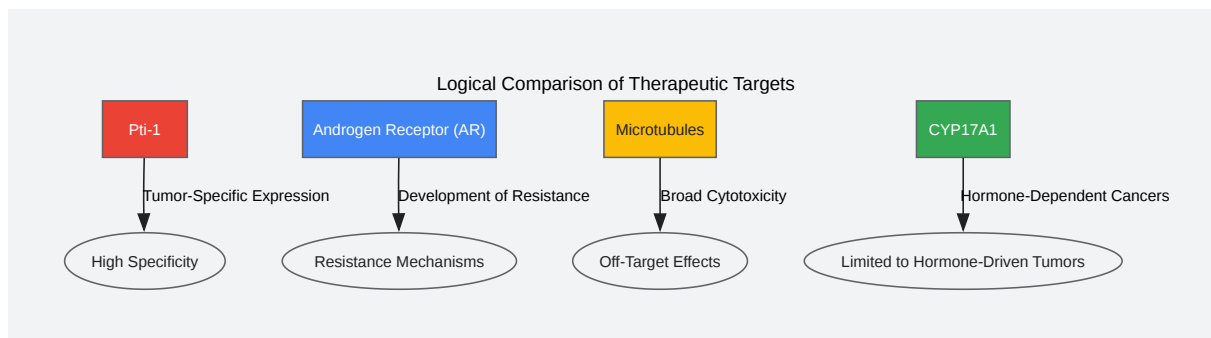 Logical Comparison of Therapeutic Targets
Pti-1
Androgen Receptor (AR)
Microtubules
CYP17A1
Tumor-Specific Expression
Development of Resistance
Broad Cytotoxicity
Hormone-Dependent Cancers
High Specificity
Resistance Mechanisms
Off-Target Effects
Limited to Hormone-Driven Tumors